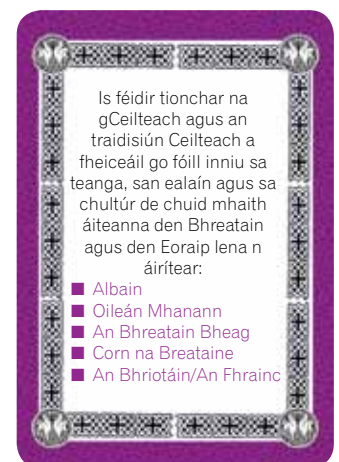 Is féidir tionchar na
gCeilteach agus an
traidisiún Ceilteach a
fheiceáil go fóill inniu sa
teanga, san ealaín agus sa
chultúr de chuid mhaith
áiteanna den Bhreatain
agus den Eoraip lena n
áirítear:
■ Albain
■ Oileán Mhanann
■ An Bhreatain Bheag
■ Corn na Breataine
■ An Bhriotáin/An Fhrainc